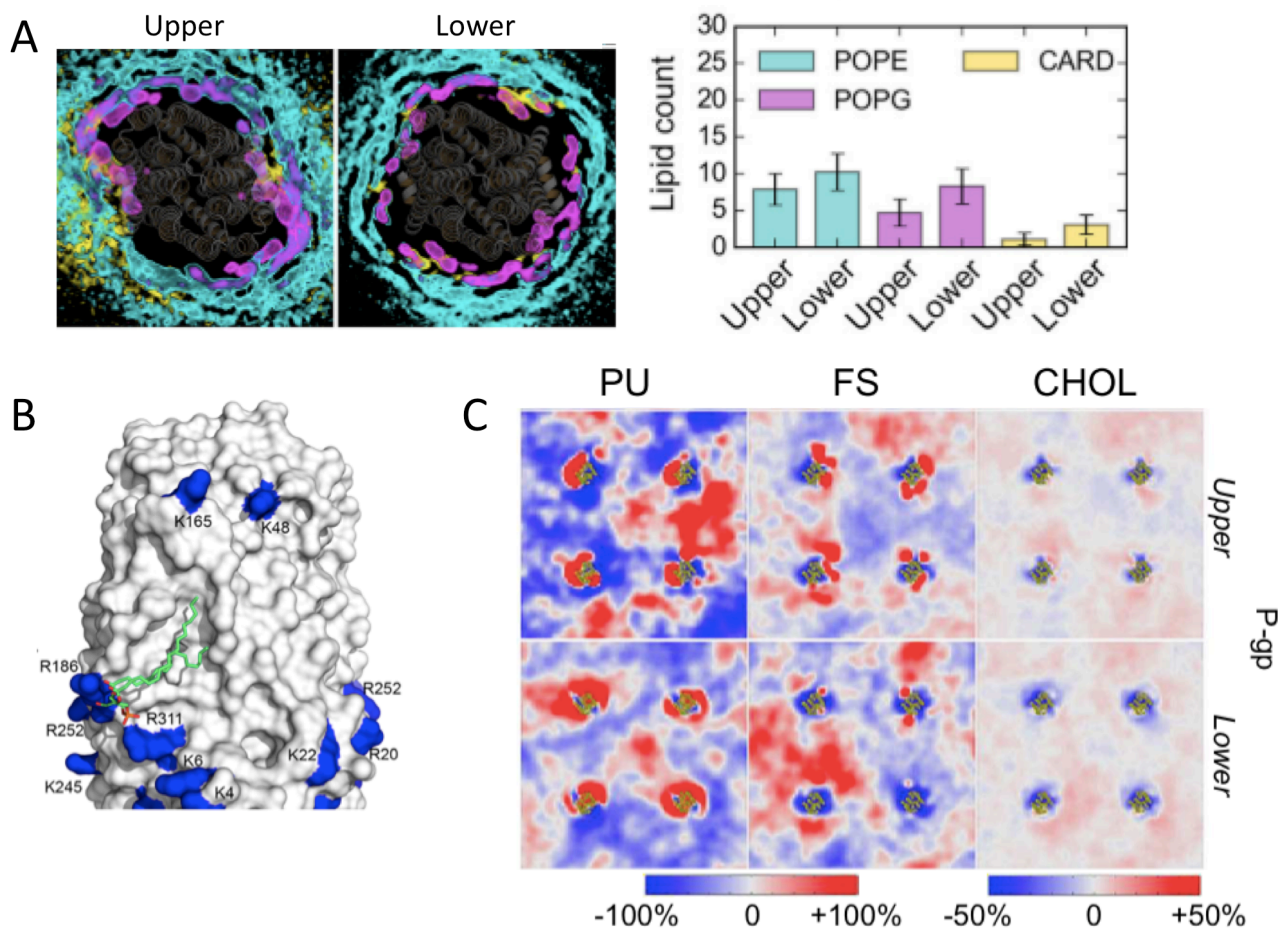 A
Upper
Lower
30
25
20
15
10
5
0
Lipid count
POPE
CARD
POPG
Upper
Lower
Upper
Lower
Upper
Lower
B
K165
K48
R186
R252
R311
K245
K6
K4
K22
R252
R20
C
PU
FS
CHOL
Upper
Lower
P-gp
-100%
0
+100%
-50%
0
+50%